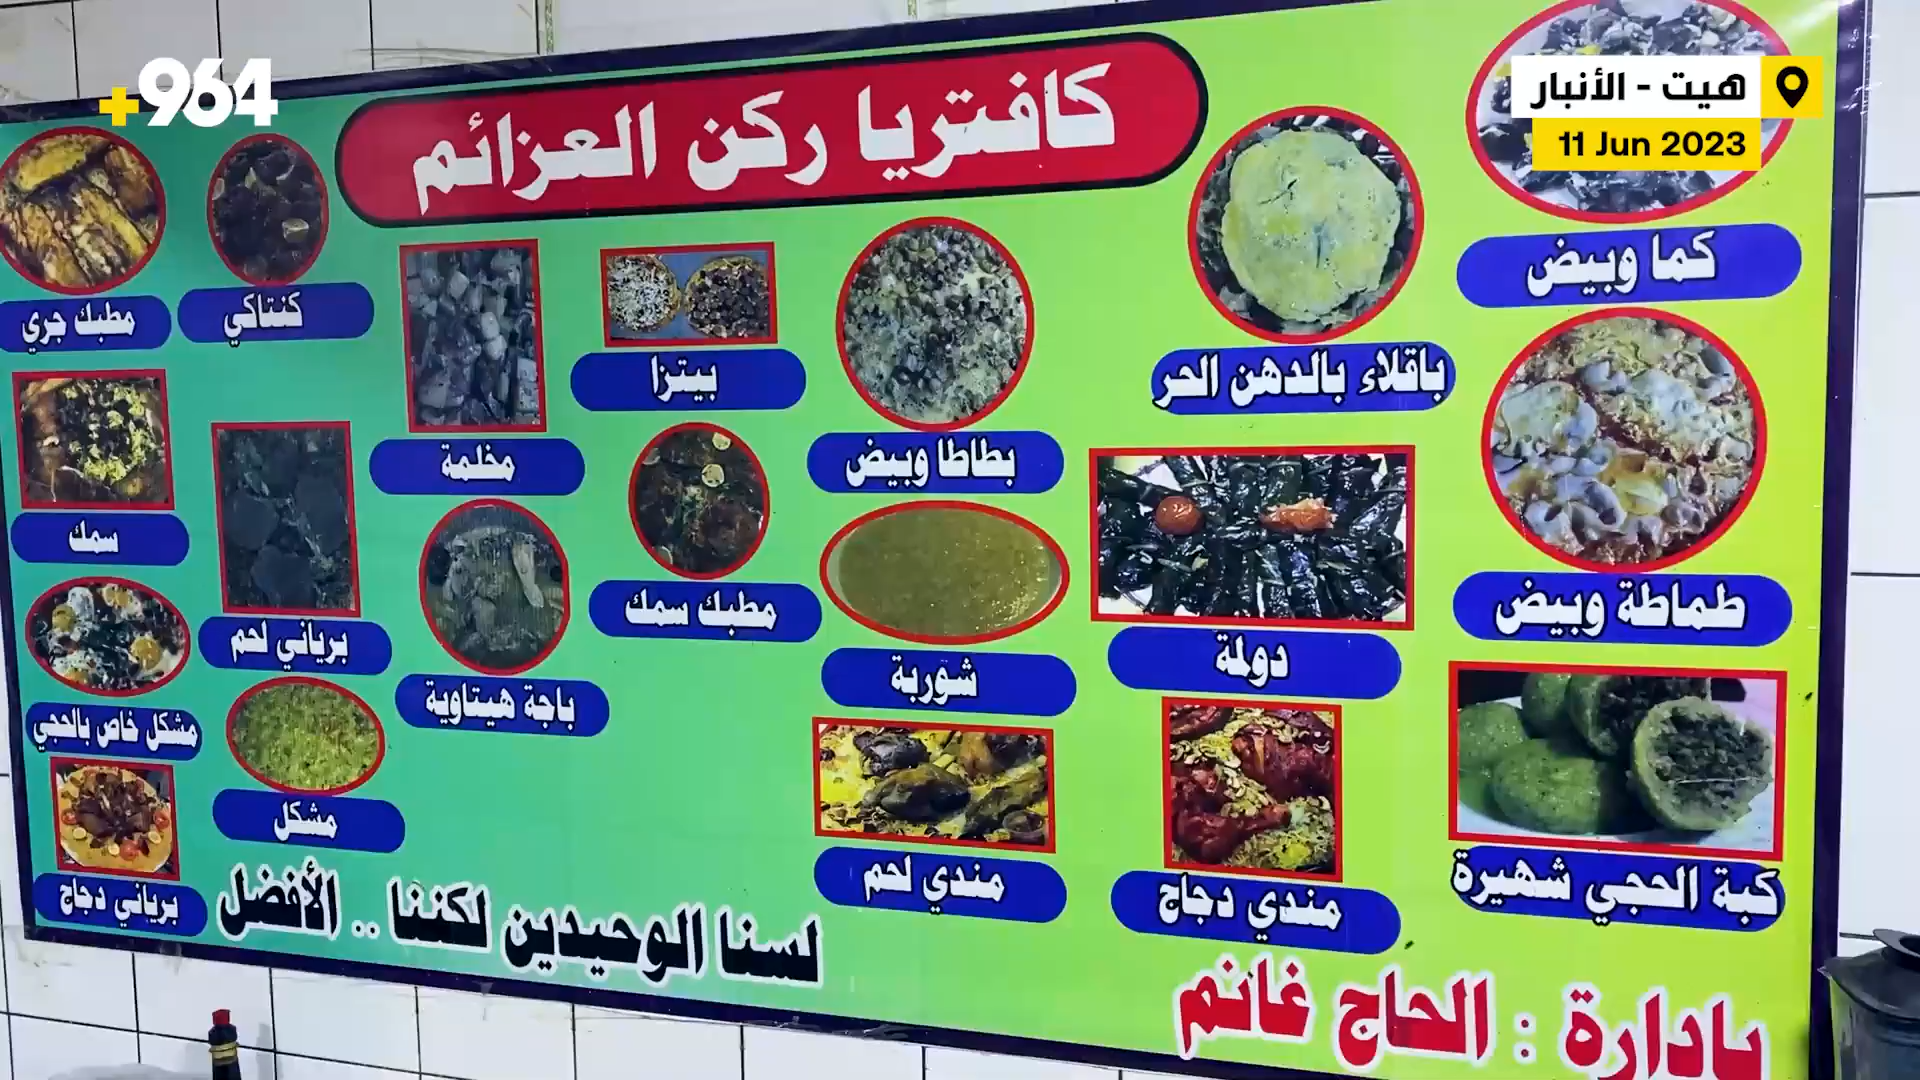 +964
هيت - الأنبار
11 Jun 2023
كافتريا ركن العزائم
كما وبيض
باقلاء بالدهن الحر
بطاطا وبيض
بيتزا
مخلمة
كنتاكي
مطبك جري
طماطة وبيض
دولمة
شوربة
مطبك سمك
باجة هيتاوية
برياني لحم
سمك
كبة الحجي شهيرة
مندي دجاج
مندي لحم
مشكل
مشكل خاص بالحجي
برياني دجاج
لسنا الوحيدين لكننا .. الأفضل
بادارة : الحاج غانم